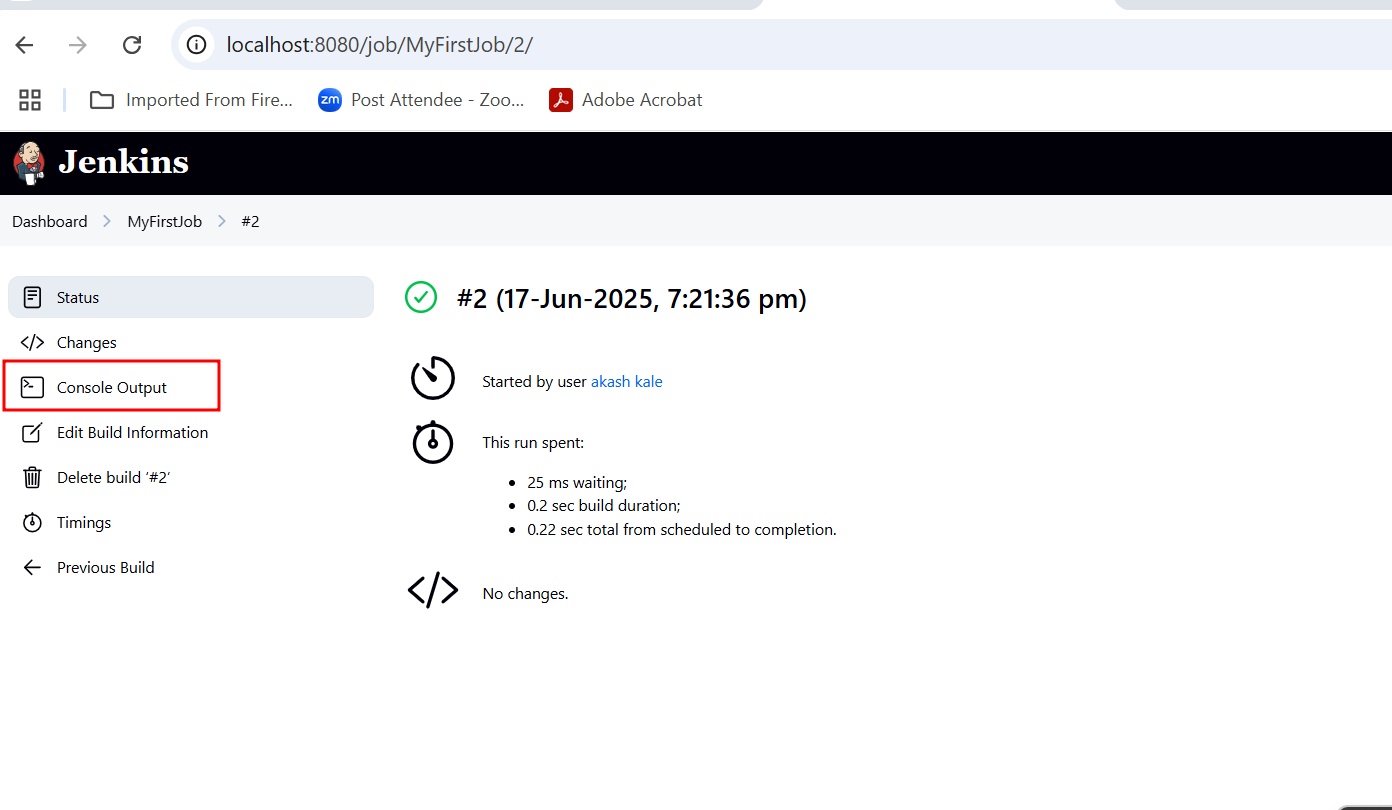 localhost:8080/job/MyFirstJob/2/
Imported From Fire...
zm Post Attendee - Zoo...
Adobe Acrobat
Jenkins
Dashboard
MyFirstJob
#2
Status
Changes
Console Output
Edit Build Information
Delete build ‘#2’
Timings
Previous Build
#2 (17-Jun-2025, 7:21:36 pm)
Started by user akash kale
This run spent:
25 ms waiting;
0.2 sec build duration;
0.22 sec total from scheduled to completion.
No changes.